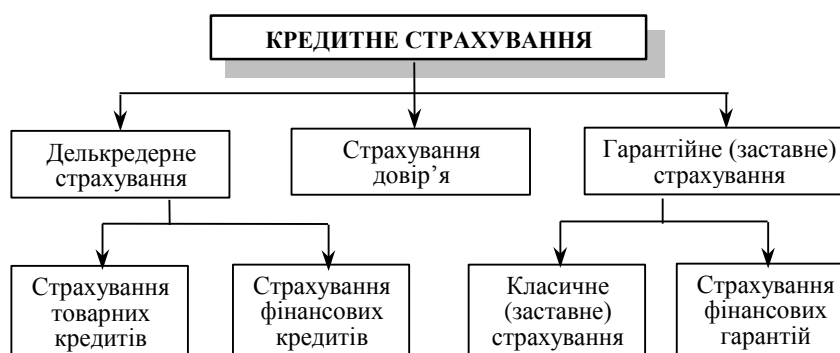 КРЕДИТНЕ СТРАХУВАННЯ
Делькредерне
страхування
Страхування
довір’я
Гарантійне (заставне)
страхування
Страхування
товарних
кредитів
Страхування
фінансових
кредитів
Класичне
(заставне)
страхування
Страхування
фінансових
гарантій